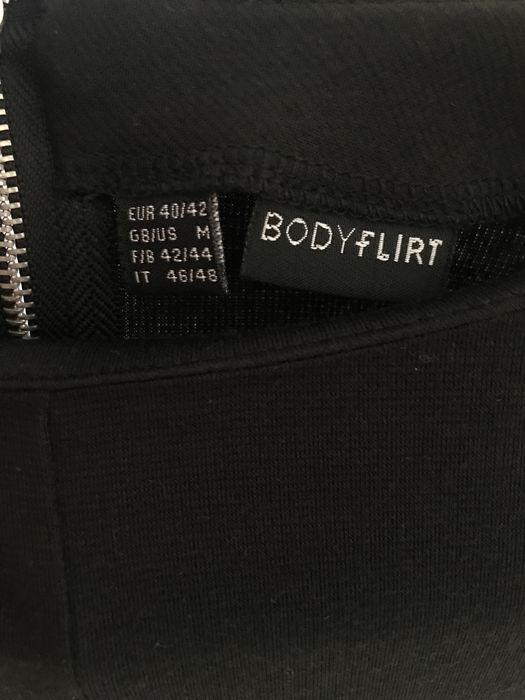 EUR 40/42
GB/US M
F/B 42/44
IT 46/48
BODYFLIRT